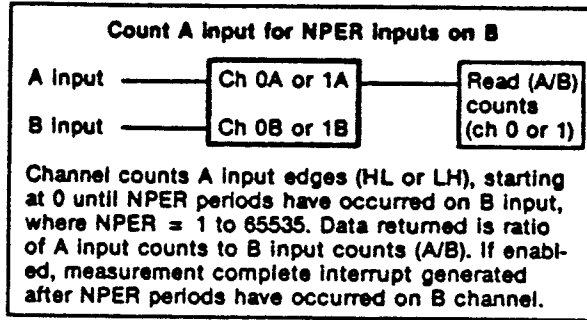 Count A input for NPER inputs on B
A input
Ch 0A or 1A
Read (A/B)
counts
(ch 0 or 1)
B input
Ch 0B or 1B
Channel counts A input edges (HL or LH), starting
at 0 until NPER periods have occurred on B input,
where NPER = 1 to 65535. Data returned is ratio
of A input counts to B input counts (A/B). If enabl-
ed, measurement complete interrupt generated
after NPER periods have occurred on B channel.